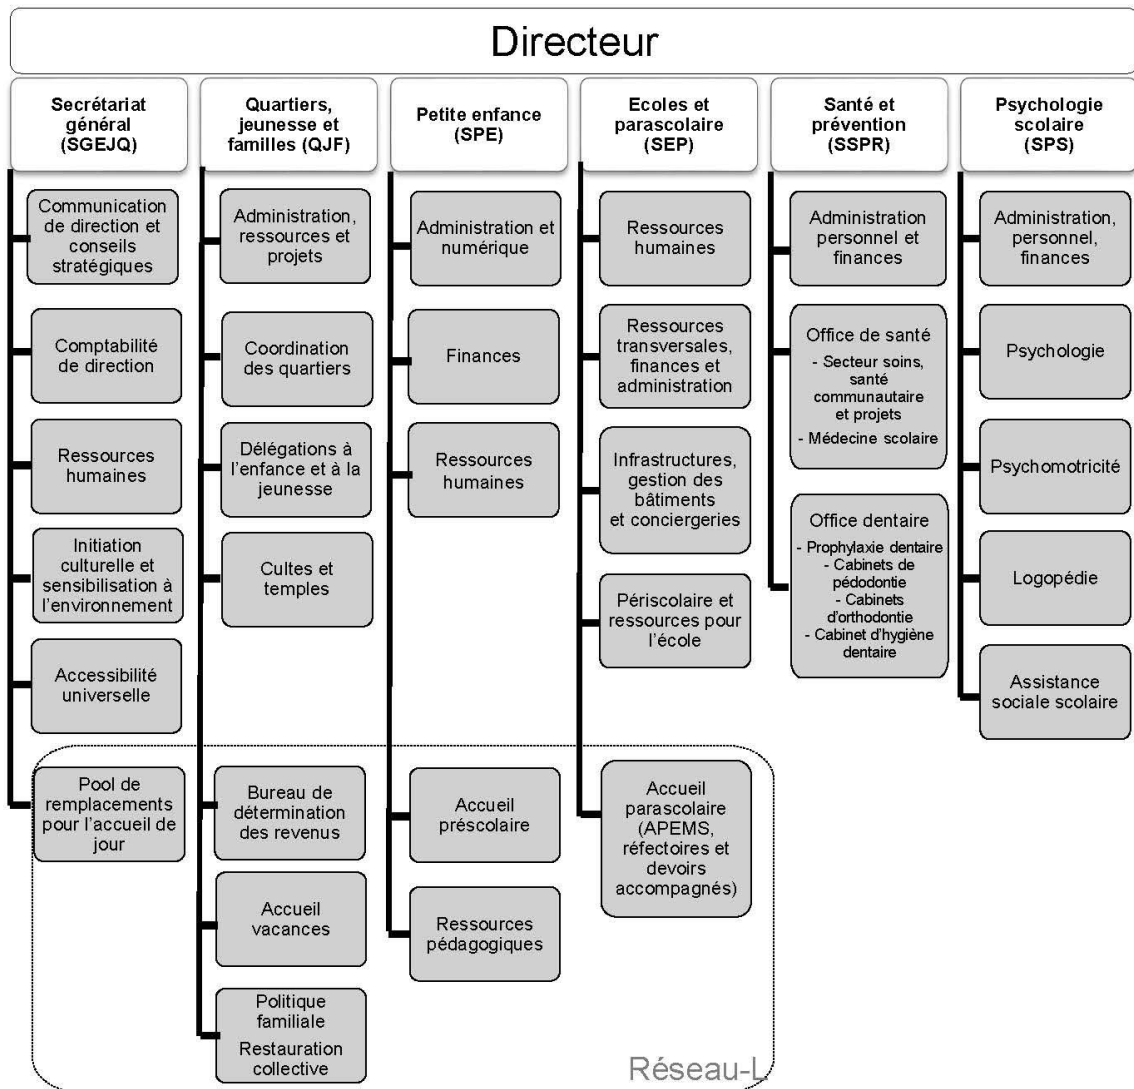 Directeur
Secrétariat
général
(SGEJQ)
Communication
de direction et
conseils
stratégiques
Comptabilité
de direction
Ressources
humaines
Initiation
culturelle et
sensibilisation à
l'environnement
Accessibilité
universelle
Pool de
remplacements
pour l'accueil de
jour
Quartiers,
jeunesse et
familles (QJF)
Administration,
ressources et
projets
Coordination
des quartiers
Délégations à
l'enfance et à la
jeunesse
Cultes et
temples
Bureau de
détermination
des revenus
Accueil
vacances
Politique
familiale
Restauration
collective
Petite enfance
(SPE)
Administration et
numérique
Finances
Ressources
humaines
Accueil
préscolaire
Ressources
pédagogiques
Ecoles et
parascolaire
(SEP)
Ressources
humaines
Ressources
transversales,
finances et
administration
Infrastructures,
gestion des
bâtiments
et conciergeries
Périscolaire et
ressources pour
l'école
Accueil
parascolaire
(APEMS,
réfectoires et
devoirs
accompagnés)
Santé et
prévention
(SSPR)
Administration
personnel et
finances
Office de santé
- Secteur soins,
santé
communautaire
et projets
- Médecine scolaire
Office dentaire
- Prophylaxie dentaire
- Cabinets de
pédodontie
- Cabinets
d'orthodontie
- Cabinet d'hygiène
dentaire
Psychologie
scolaire
(SPS)
Administration,
personnel,
finances
Psychologie
Psychomotricité
Logopédie
Assistance
sociale scolaire
Réseau-L